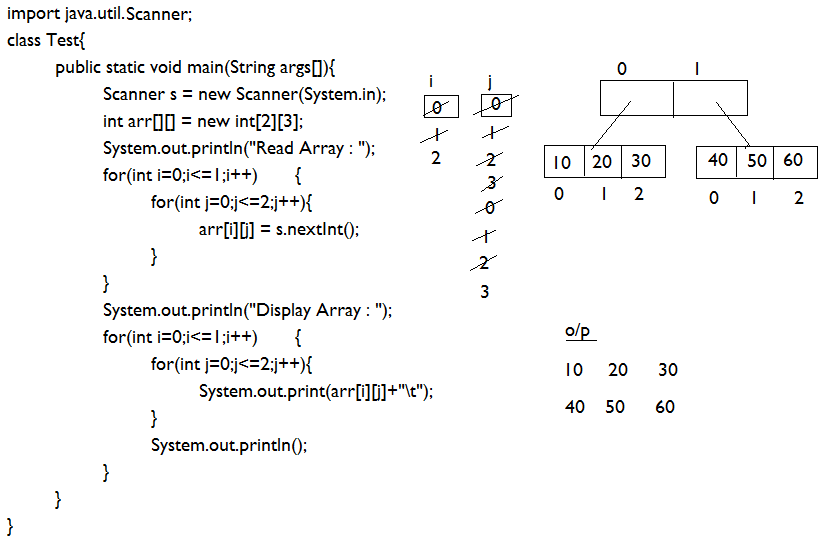 import java.util.Scanner;
class Test{
public static void main(String args[]){
Scanner s = new Scanner(System.in);
int arr[][] = new int[2][3];
System.out.println("Read Array : ");
for(int i=0;i<=1;i++) {
for(int j=0;j<=2;j++){
arr[i][j] = s.nextInt();
}
}
System.out.println("Display Array : ");
for(int i=0;i<=1;i++) {
for(int j=0;j<=2;j++){
System.out.print(arr[i][j]+"\t");
}
System.out.println();
}
}
}
i
0
1
2
j
0
1
2
3
0
1
2
3
0 1
10 20 30
0 1 2
40 50 60
0 1 2
o/p
10 20 30
40 50 60